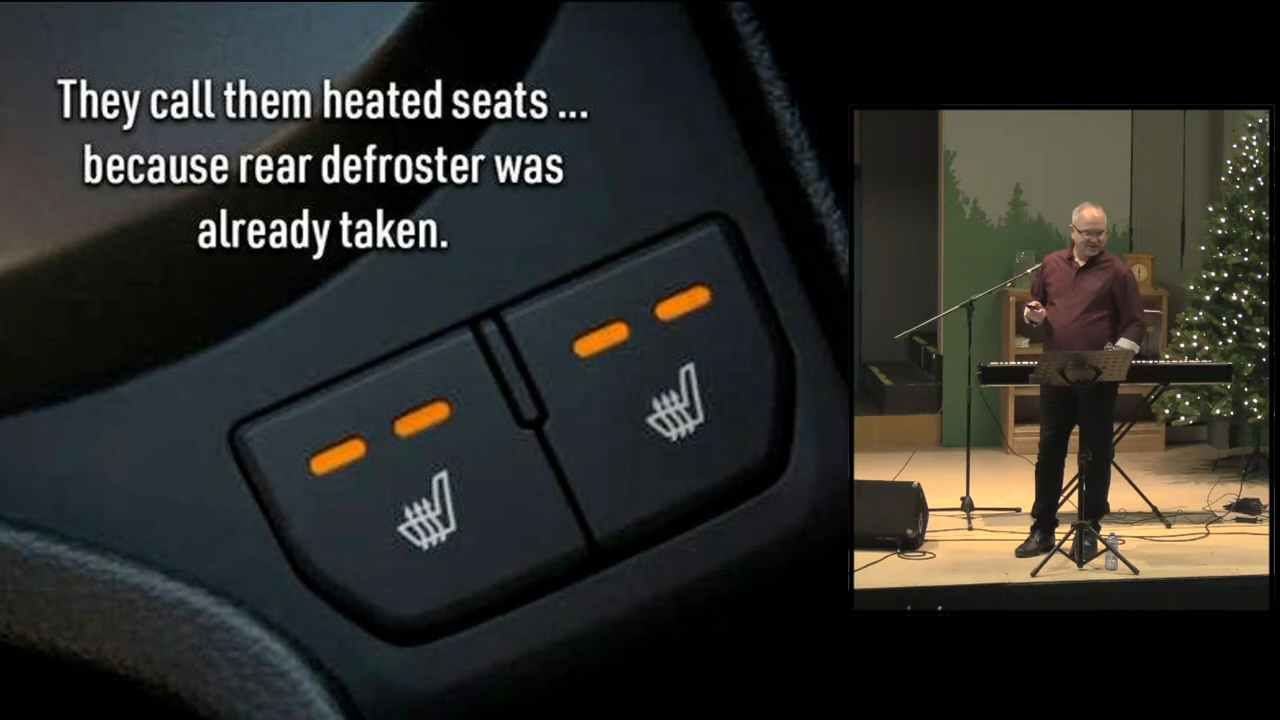 They call them heated seats ...
because rear defroster was
already taken.